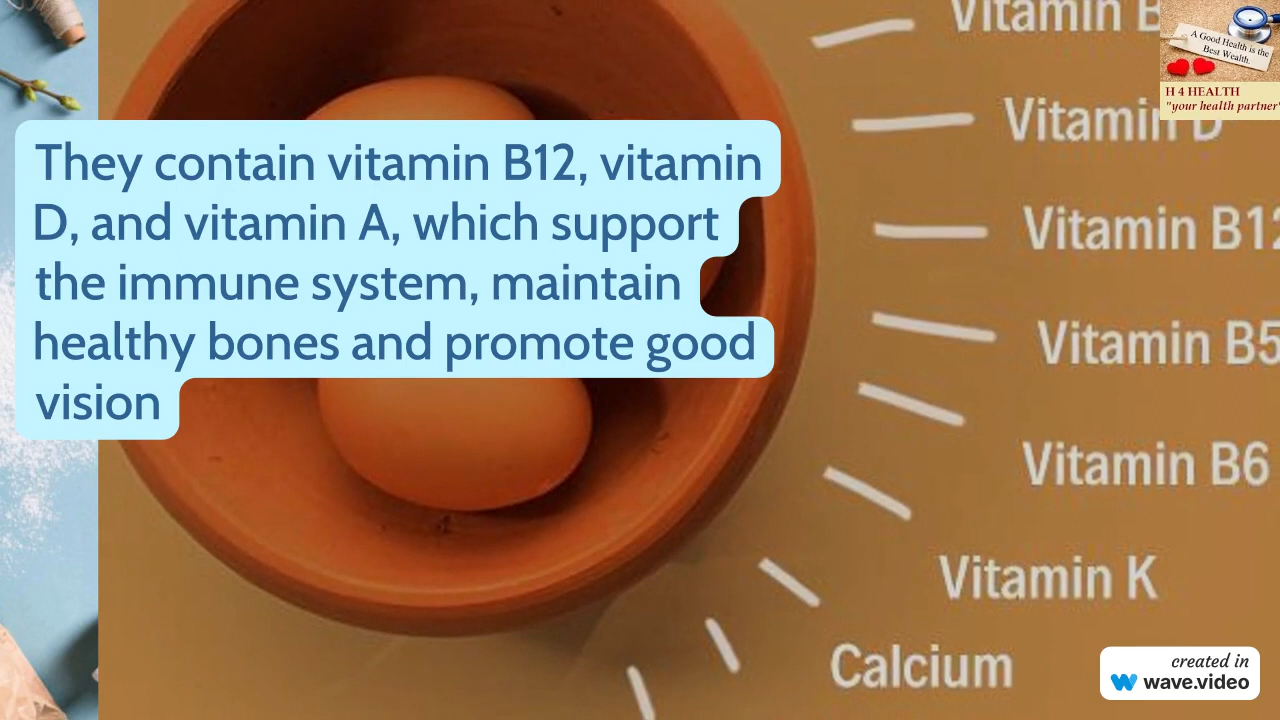 They contain vitamin B12, vitamin
D, and vitamin A, which support
the immune system, maintain
healthy bones and promote good
vision
Vitamin B
Vitamin D
Vitamin B12
Vitamin B5
Vitamin B6
Vitamin K
Calcium
A Good Health is the
Best Wealth.
H 4 HEALTH
"your health partner"
created in
wave.video